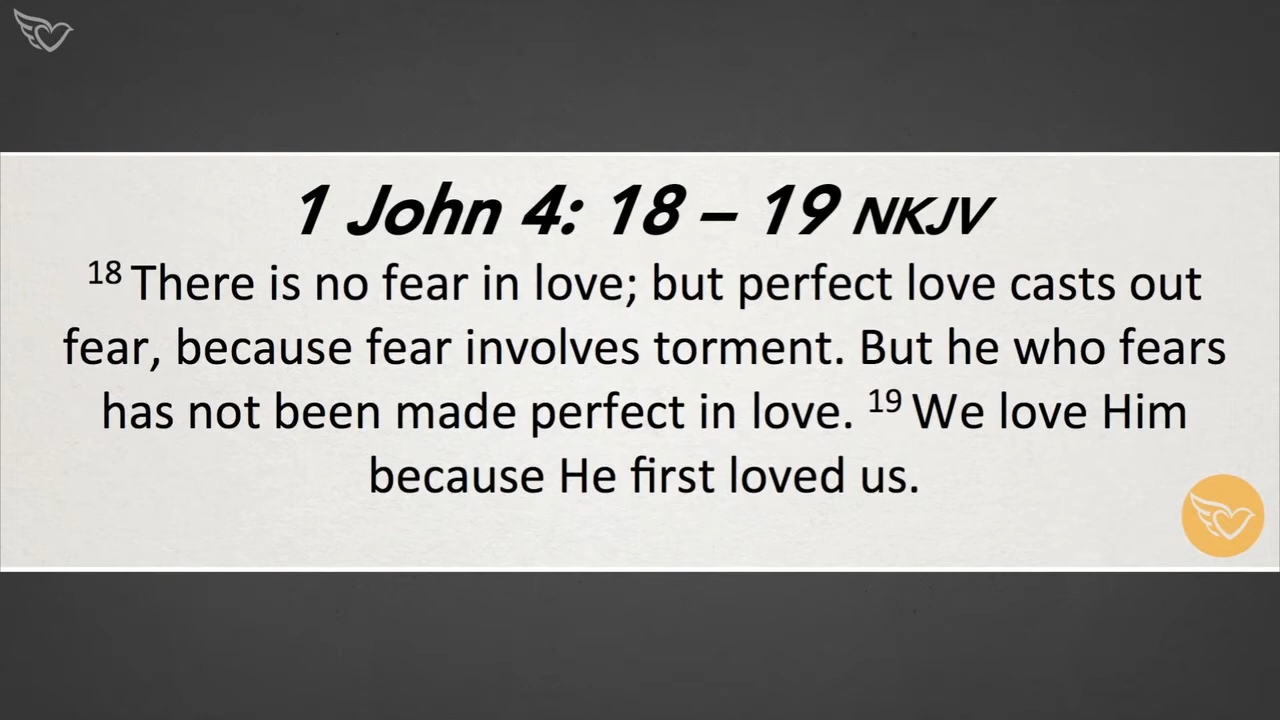 1 John 4: 18 – 19 NKJV
18 There is no fear in love; but perfect love casts out
fear, because fear involves torment. But he who fears
has not been made perfect in love. 19 We love Him
because He first loved us.